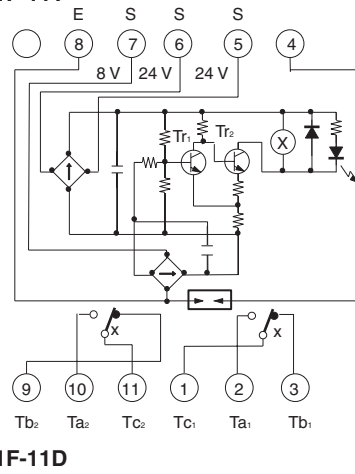 E S S S
8 7 6 5 4
8 V 24 V 24 V
Tr1 Tr2
X
x x
9 10 11 1 2 3
Tb2 Ta2 Tc2 Tc1 Ta1 Tb1
1F-11D